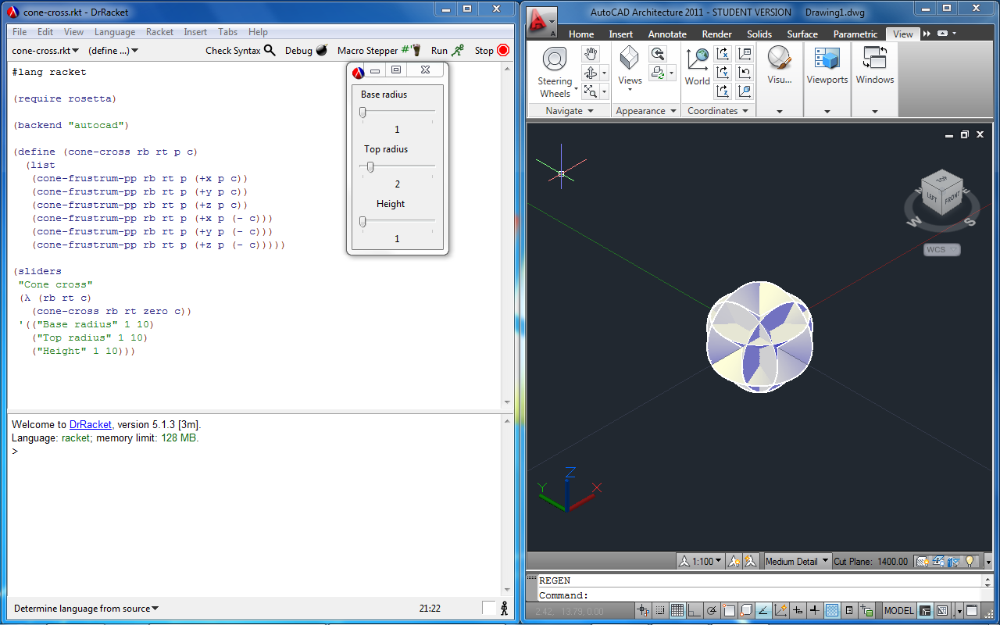 cone-cross.rkt - DrRacket
File Edit View Language Racket Insert Tabs Help
cone-cross.rkt (define ...) Check Syntax Debug Macro Stepper #' Run Stop
#lang racket
(require rosetta)
(backend "autocad")
(define (cone-cross rb rt p c)
  (list
   (cone-frustrum-pp rb rt p (+x p c))
   (cone-frustrum-pp rb rt p (+y p c))
   (cone-frustrum-pp rb rt p (+z p c))
   (cone-frustrum-pp rb rt p (+x p (- c)))
   (cone-frustrum-pp rb rt p (+y p (- c)))
   (cone-frustrum-pp rb rt p (+z p (- c)))))
(sliders
 "Cone cross"
 (λ (rb rt c)
   (cone-cross rb rt zero c))
 '(("Base radius" 1 10)
   ("Top radius" 1 10)
   ("Height" 1 10)))
Base radius
1
Top radius
2
Height
1
Welcome to DrRacket, version 5.1.3 [3m].
Language: racket; memory limit: 128 MB.
>
Determine language from source 21:22
AutoCAD Architecture 2011 - STUDENT VERSION Drawing1.dwg
A
Home Insert Annotate Render Solids Surface Parametric View
Steering Wheels
Views
World
Visu...
Viewports
Windows
Navigate Appearance Coordinates
TOP
LEFT FRONT
N E
W S
WCS
Z
Y X
1:100 Medium Detail Cut Plane: 1400.00
REGEN
Command:
2.42, 13.79, 0.00 MODEL